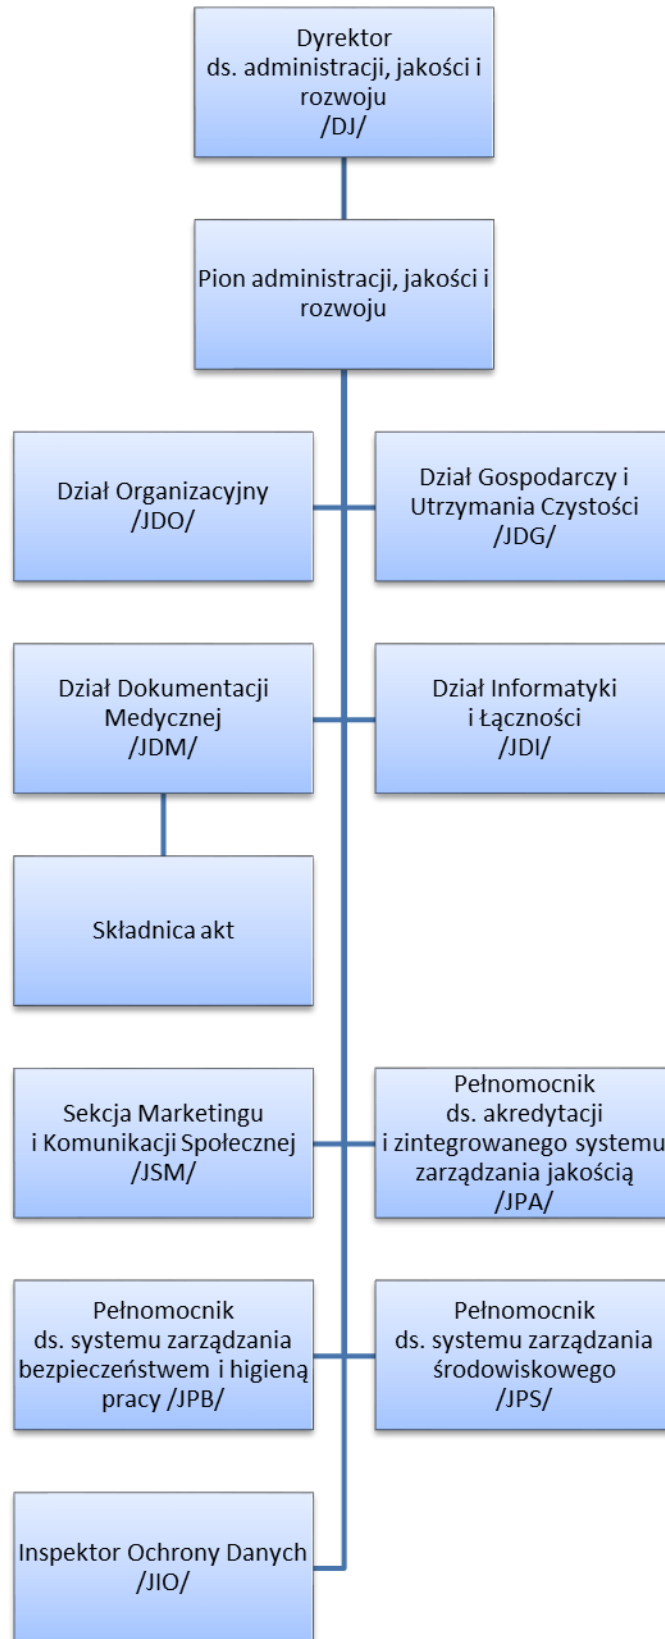 Dyrektor
ds. administracji, jakości i
rozwoju
/DJ/
Pion administracji, jakości i
rozwoju
Dział Organizacyjny
/JDO/
Dział Gospodarczy i
Utrzymania Czystości
/JDG/
Dział Dokumentacji
Medycznej
/JDM/
Dział Informatyki
i Łączności
/JDI/
Składnica akt
Sekcja Marketingu
i Komunikacji Społecznej
/JSM/
Pełnomocnik
ds. akredytacji
i zintegrowanego systemu
zarządzania jakością
/JPA/
Pełnomocnik
ds. systemu zarządzania
bezpieczeństwem i higieną
pracy /JPB/
Pełnomocnik
ds. systemu zarządzania
środowiskowego
/JPS/
Inspektor Ochrony Danych
/JIO/